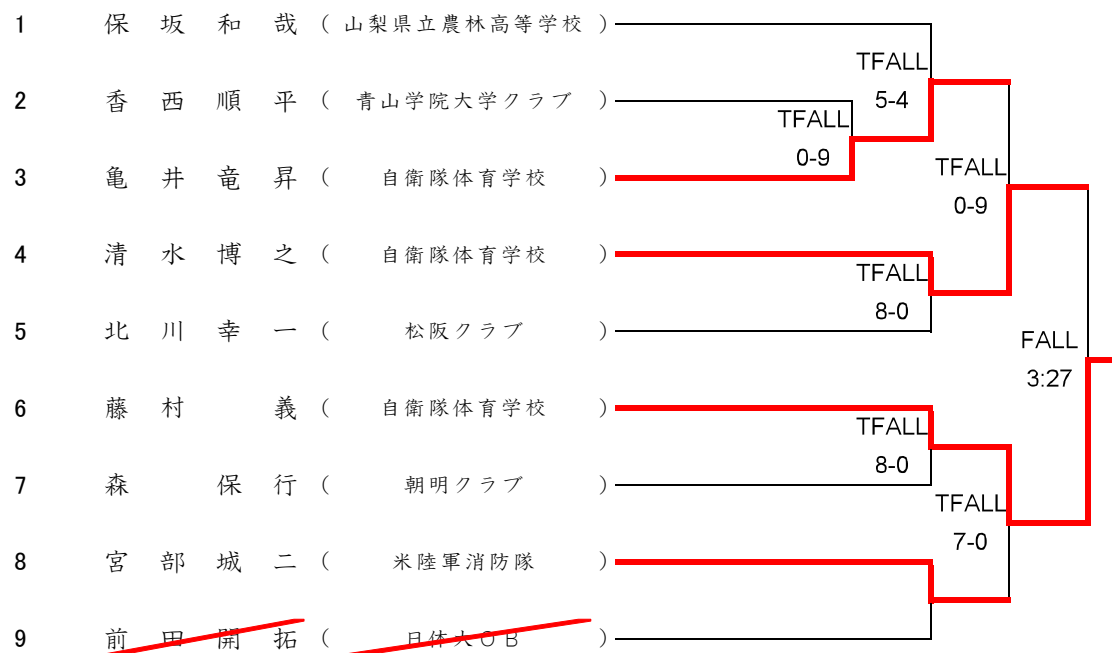 1 保坂和哉 (山梨県立農林高等学校)
TFALL
5-4
2 香西順平 (青山学院大学クラブ)
TFALL
0-9
3 亀井竜昇 (自衛隊体育学校)
TFALL
0-9
4 清水博之 (自衛隊体育学校)
TFALL
8-0
5 北川幸一 (松阪クラブ)
FALL
3:27
6 藤村 義 (自衛隊体育学校)
TFALL
8-0
7 森 保行 (朝明クラブ)
TFALL
7-0
8 宮部城二 (米陸軍消防隊)
9 前田開拓 (日体大OB)